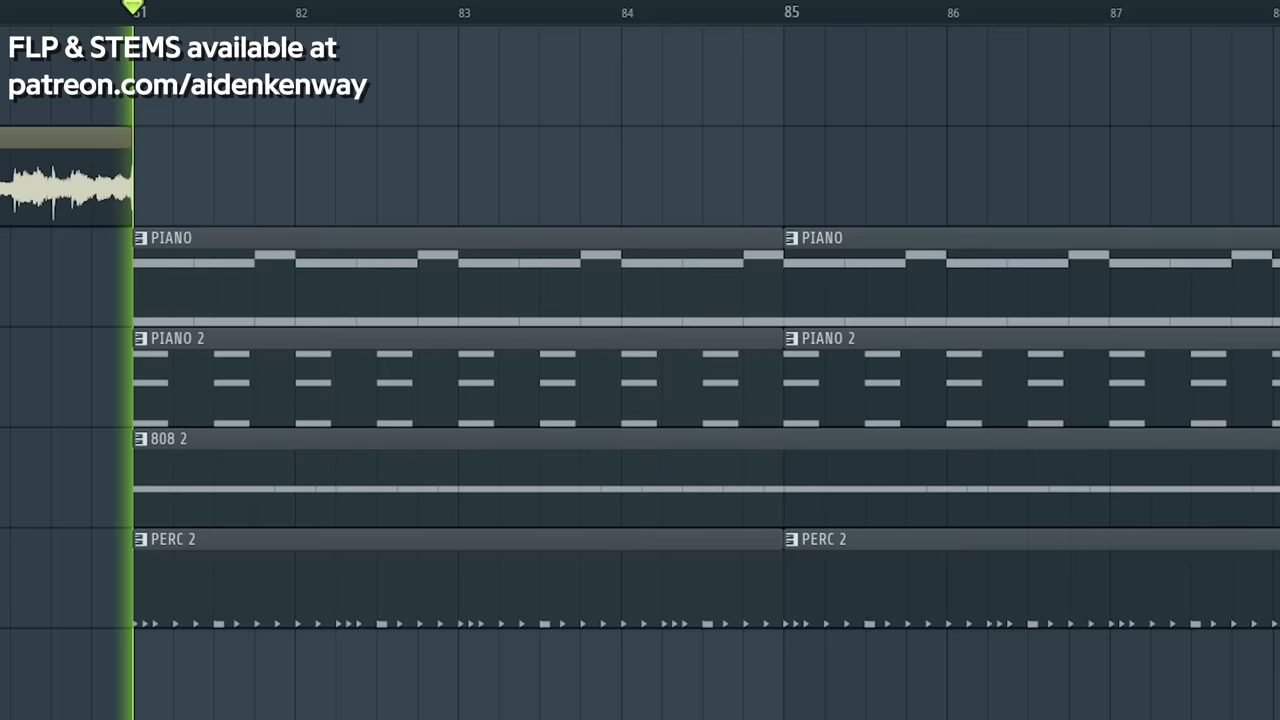 81 82 83 84 85 86 87
FLP & STEMS available at
patreon.com/aidenkenway
PIANO PIANO
PIANO 2 PIANO 2
808 2
PERC 2 PERC 2